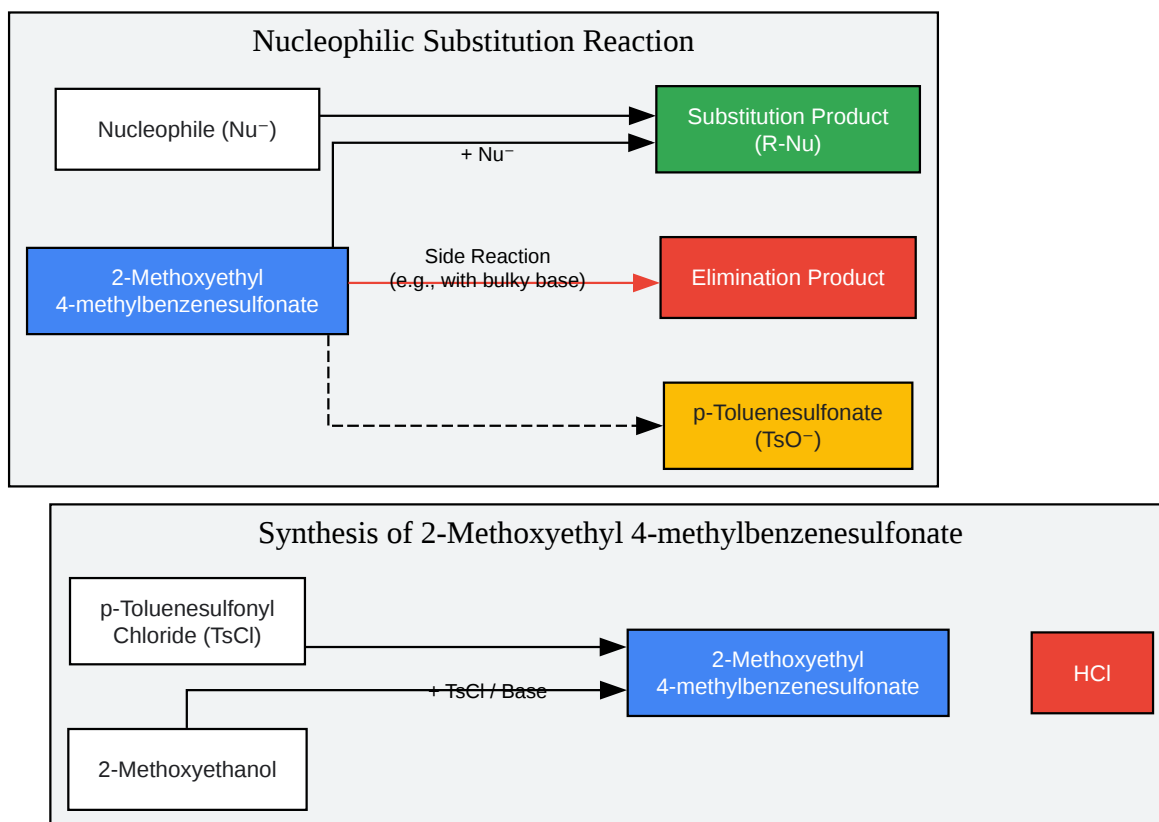 Nucleophilic Substitution Reaction
Nucleophile (Nu⁻)
Substitution Product
(R-Nu)
+ Nu⁻
2-Methoxyethyl
4-methylbenzenesulfonate
Side Reaction
(e.g., with bulky base)
Elimination Product
p-Toluenesulfonate
(TsO⁻)
Synthesis of 2-Methoxyethyl 4-methylbenzenesulfonate
p-Toluenesulfonyl
Chloride (TsCl)
2-Methoxyethyl
4-methylbenzenesulfonate
HCl
+ TsCl / Base
2-Methoxyethanol